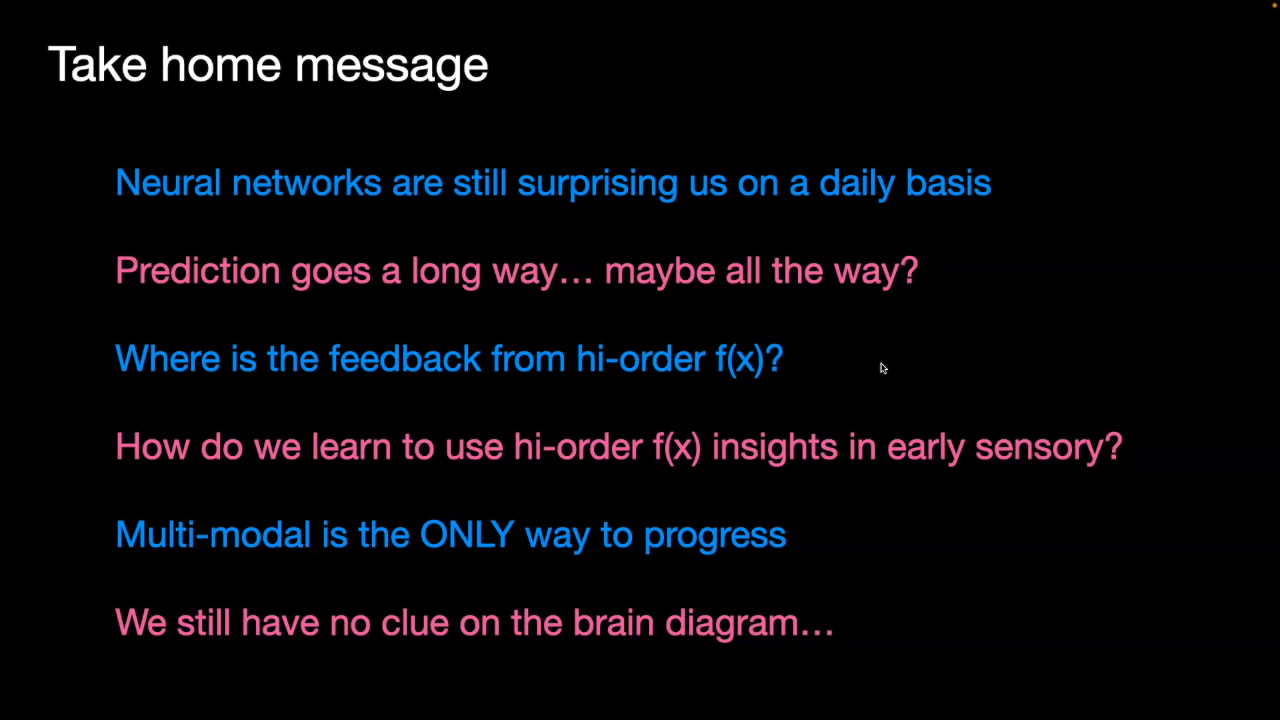 Take home message
Neural networks are still surprising us on a daily basis
Prediction goes a long way… maybe all the way?
Where is the feedback from hi-order f(x)?
How do we learn to use hi-order f(x) insights in early sensory?
Multi-modal is the ONLY way to progress
We still have no clue on the brain diagram…